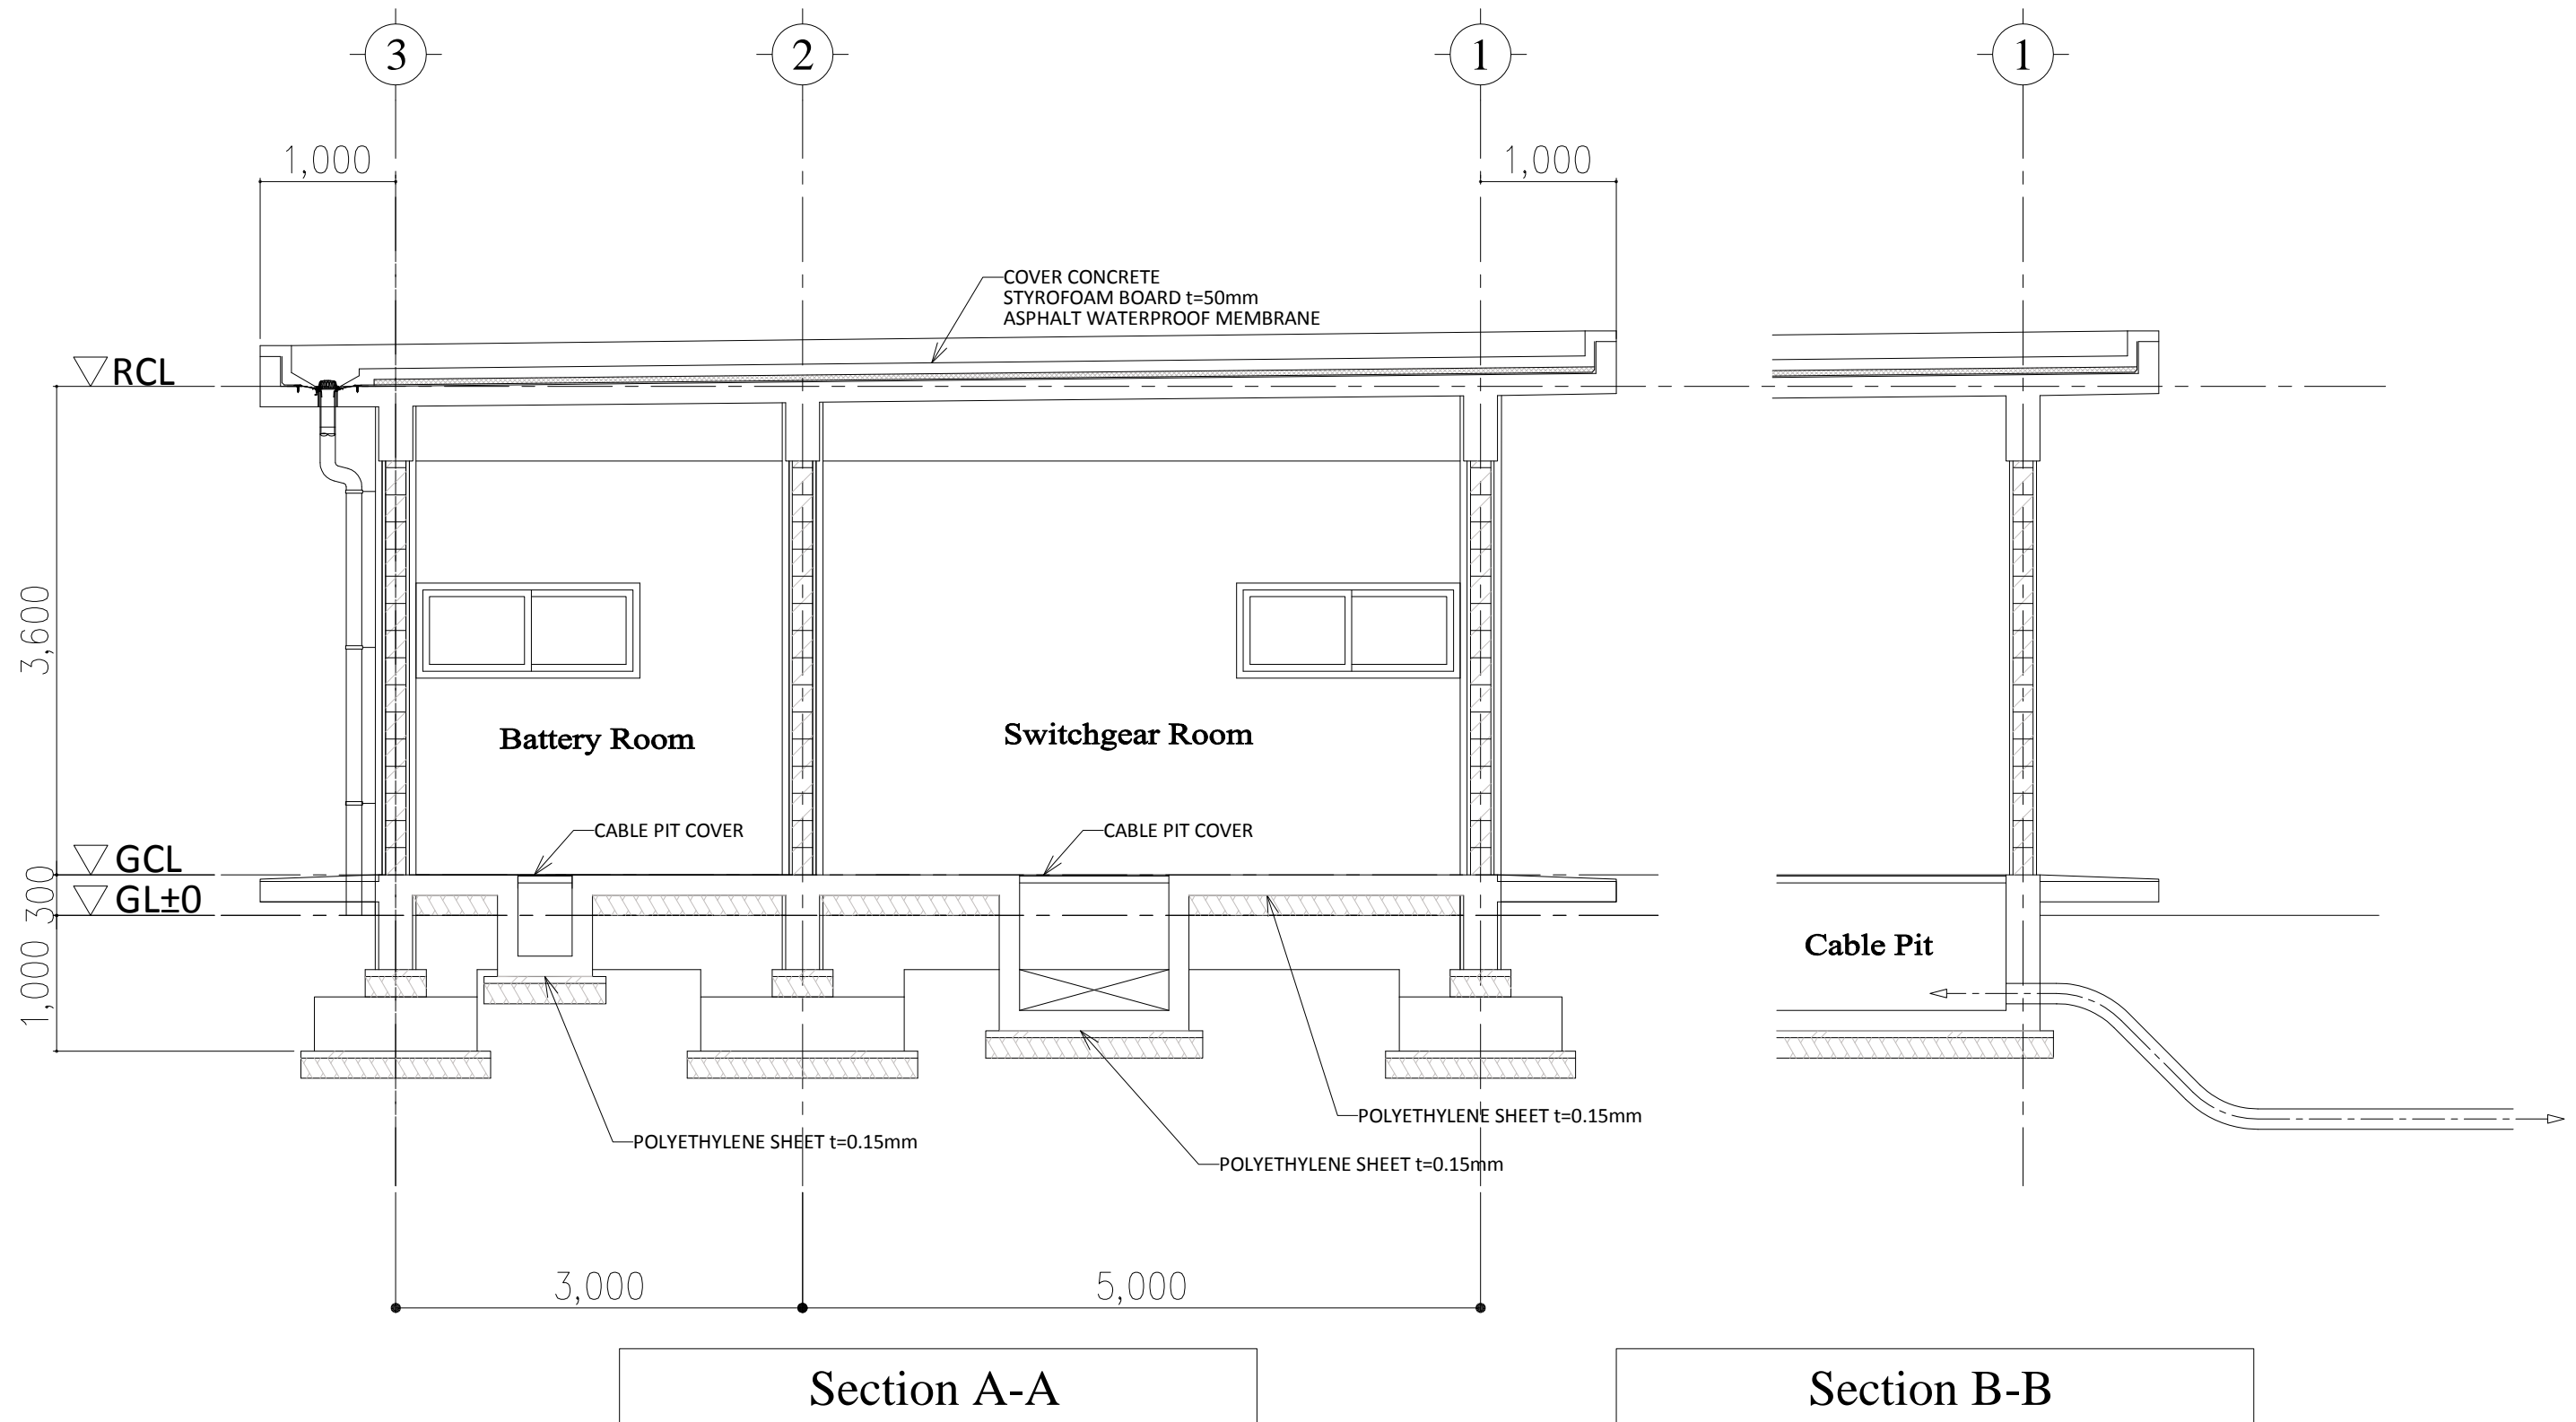 3
2
1
1
1,000
1,000
COVER CONCRETE
STYROFOAM BOARD t=50mm
ASPHALT WATERPROOF MEMBRANE
RCL
3,600
Battery Room
Switchgear Room
CABLE PIT COVER
CABLE PIT COVER
GCL
300
GL±0
1,000
Cable Pit
POLYETHYLENE SHEET t=0.15mm
POLYETHYLENE SHEET t=0.15mm
POLYETHYLENE SHEET t=0.15mm
3,000
5,000
Section A-A
Section B-B